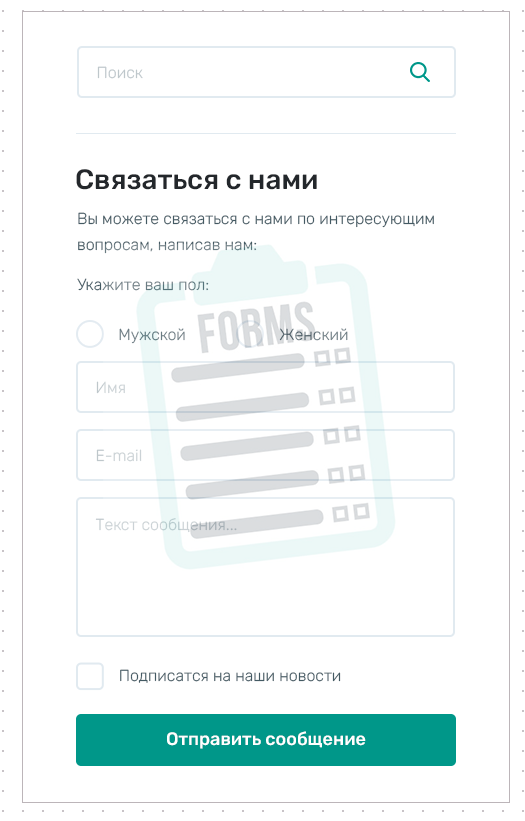 Поиск
Связаться с нами
Вы можете связаться с нами по интересующим
вопросам, написав нам:
Укажите ваш пол:
FORMS
Мужской
Женский
Имя
E-mail
Текст сообщения...
Подписатся на наши новости
Отправить сообщение